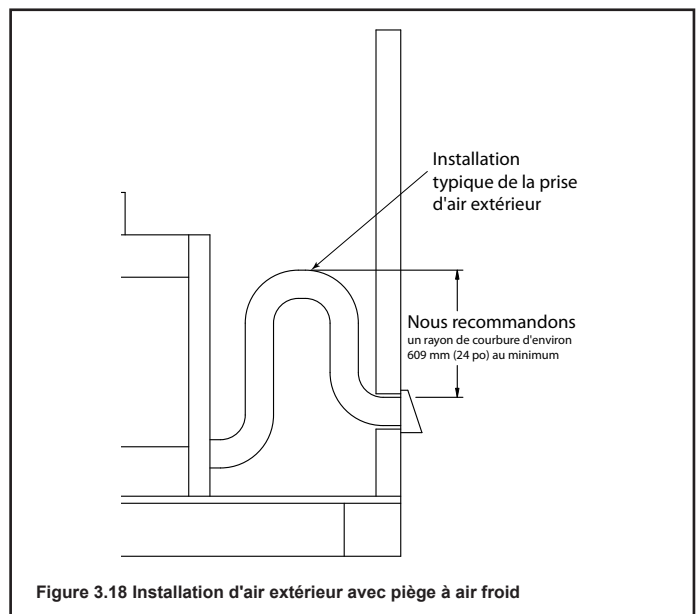 Installation
typique de la prise
d'air extérieur
Nous recommandons
un rayon de courbure d'environ
609 mm (24 po) au minimum
Figure 3.18 Installation d'air extérieur avec piège à air froid